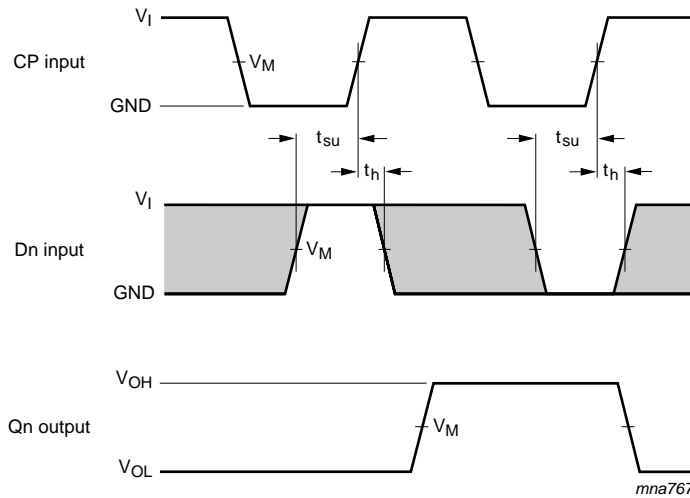 V_I
CP input
V_M
GND
t_su
t_su
t_h
t_h
V_I
Dn input
V_M
GND
V_OH
Qn output
V_M
V_OL
mna767